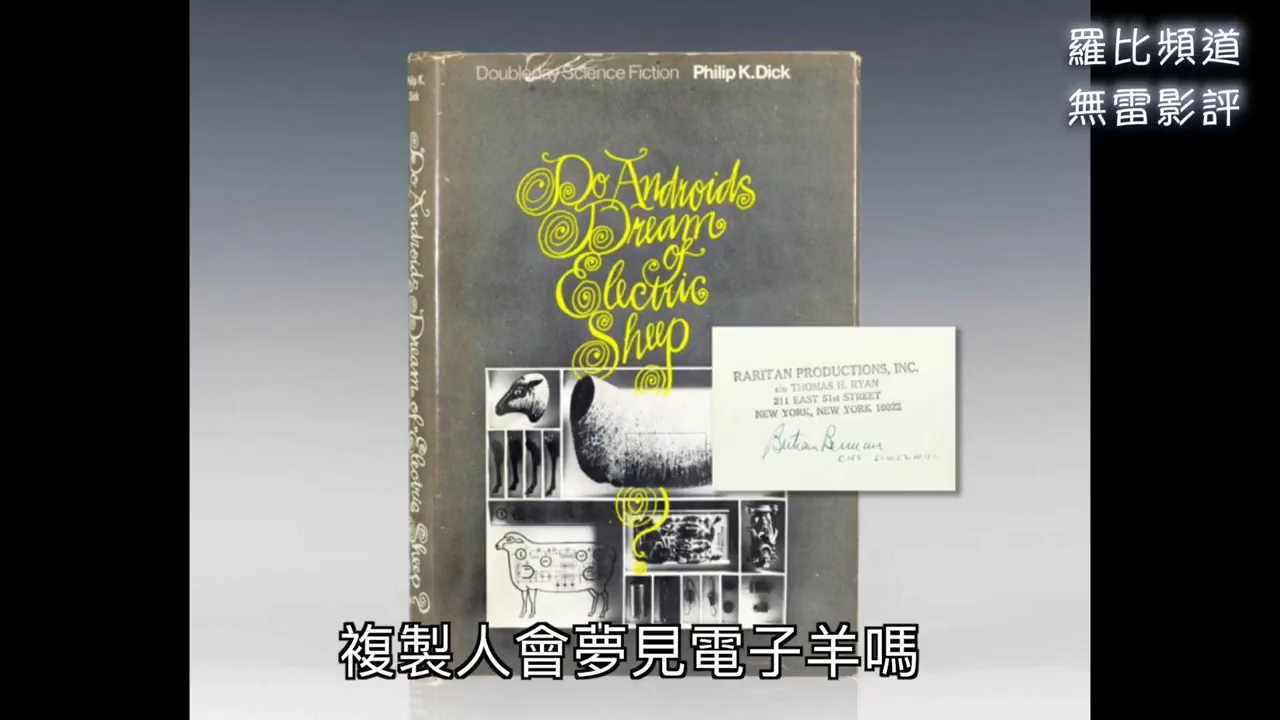 羅比頻道
無雷影評
Doubleday Science Fiction Philip K. Dick
Do Androids
Dream
of
Electric
Sheep
?
Do Androids Dream of Electric Sheep?
RARITAN PRODUCTIONS, INC.
c/o THOMAS H. RYAN
211 EAST 51st STREET
NEW YORK, NEW YORK 10022
複製人會夢見電子羊嗎